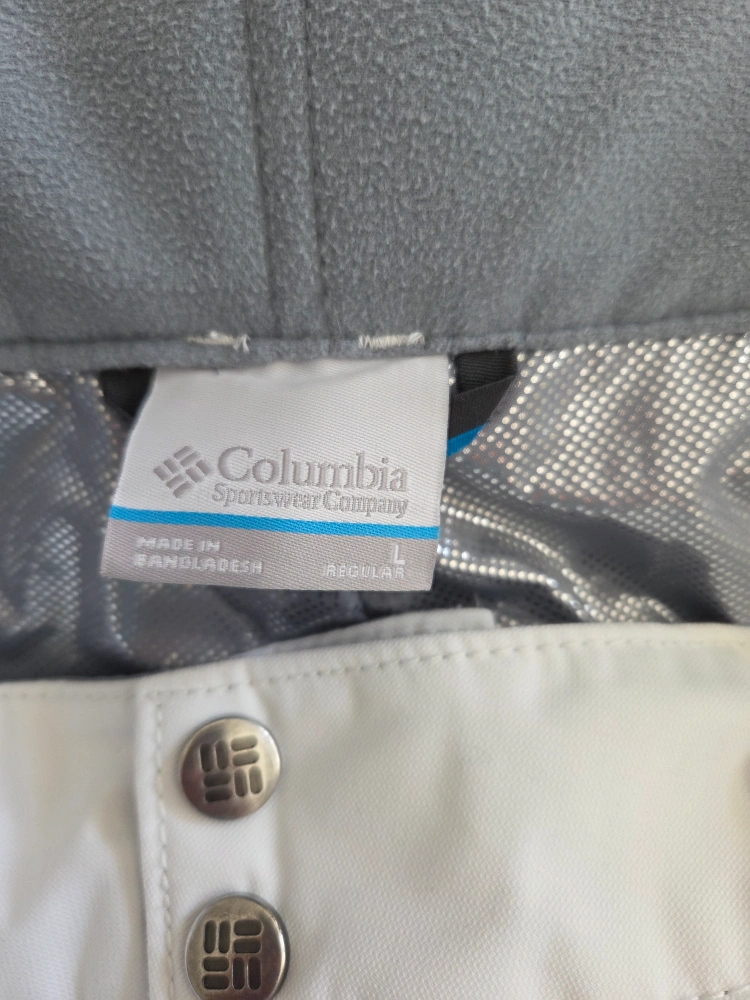 Columbia
Sportswear Company
MADE IN
BANGLADESH
L
REGULAR